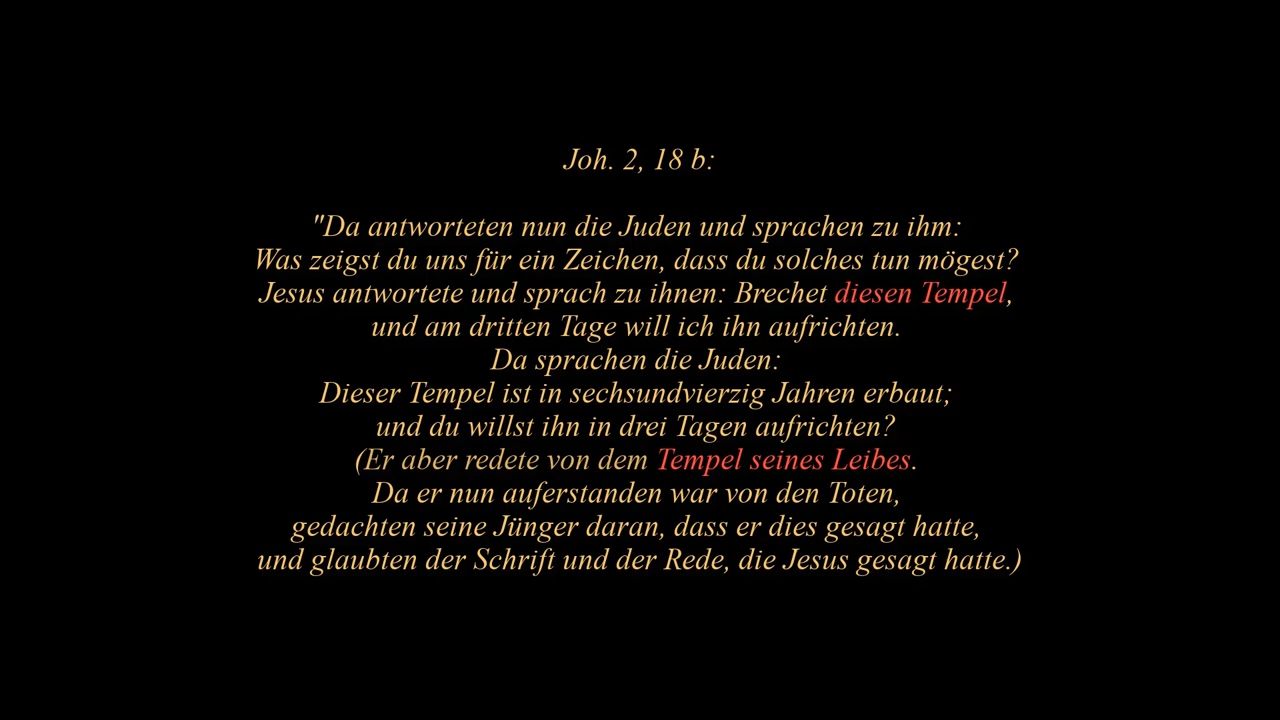 Joh. 2, 18 b:
"Da antworteten nun die Juden und sprachen zu ihm:
Was zeigst du uns für ein Zeichen, dass du solches tun mögest?
Jesus antwortete und sprach zu ihnen: Brechet diesen Tempel,
und am dritten Tage will ich ihn aufrichten.
Da sprachen die Juden:
Dieser Tempel ist in sechsundvierzig Jahren erbaut;
und du willst ihn in drei Tagen aufrichten?
(Er aber redete von dem Tempel seines Leibes.
Da er nun auferstanden war von den Toten,
gedachten seine Jünger daran, dass er dies gesagt hatte,
und glaubten der Schrift und der Rede, die Jesus gesagt hatte.)